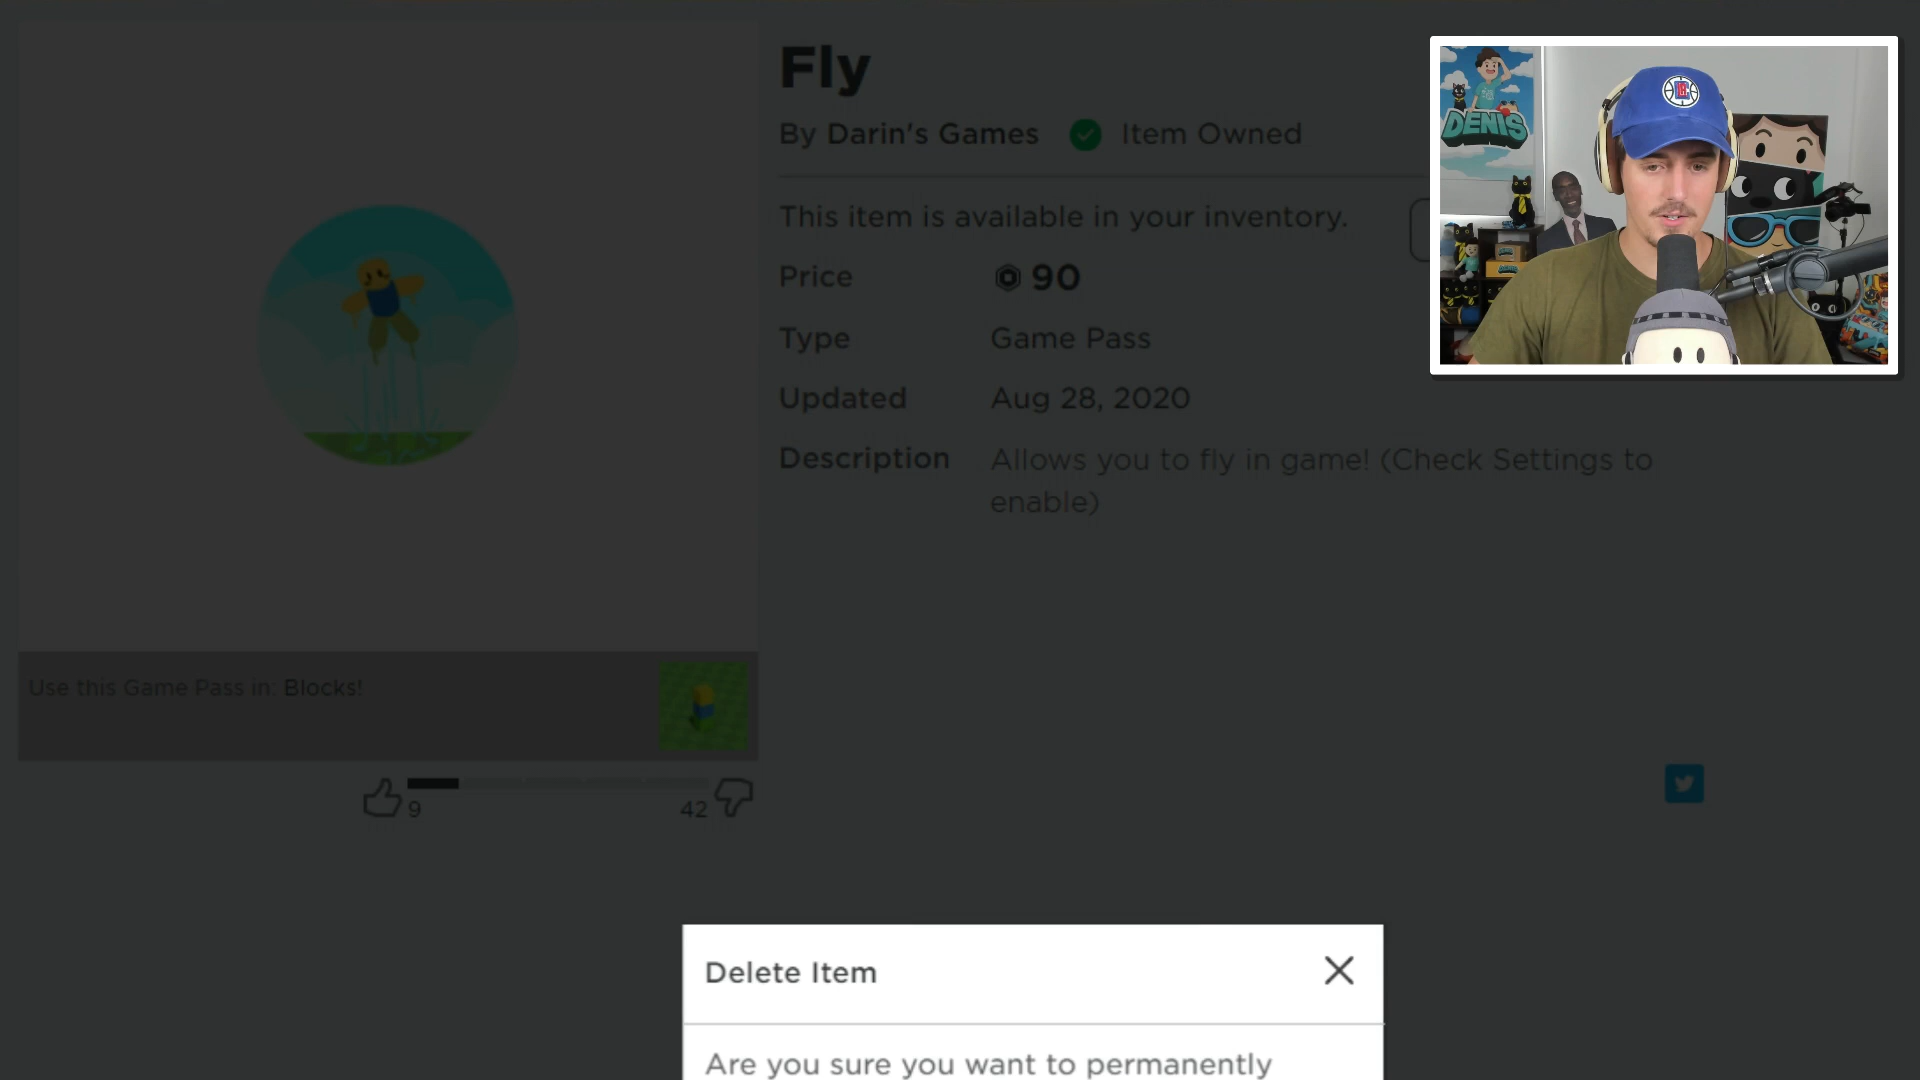 Fly
By Darin's Games Item Owned
This item is available in your inventory.
Price 90
Type Game Pass
Updated Aug 28, 2020
Description Allows you to fly in game! (Check Settings to
enable)
Use this Game Pass in: Blocks!
9 42
Delete Item
Are you sure you want to permanently
DENIS